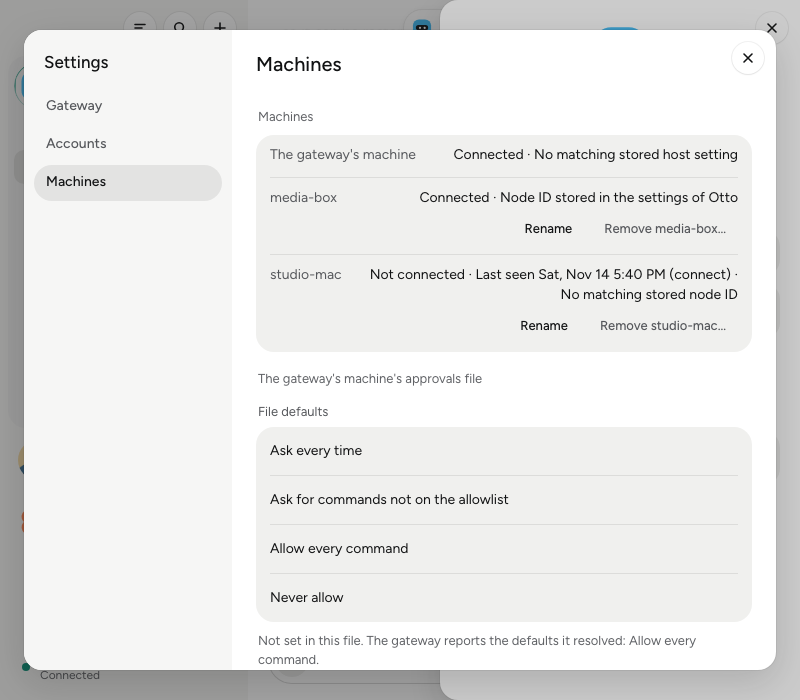 Settings
Gateway
Accounts
Machines
Machines
Machines
The gateway's machine
Connected · No matching stored host setting
media-box
Connected · Node ID stored in the settings of Otto
Rename
Remove media-box...
studio-mac
Not connected · Last seen Sat, Nov 14 5:40 PM (connect) ·
No matching stored node ID
Rename
Remove studio-mac...
The gateway's machine's approvals file
File defaults
Ask every time
Ask for commands not on the allowlist
Allow every command
Never allow
Not set in this file. The gateway reports the defaults it resolved: Allow every
command.
Connected